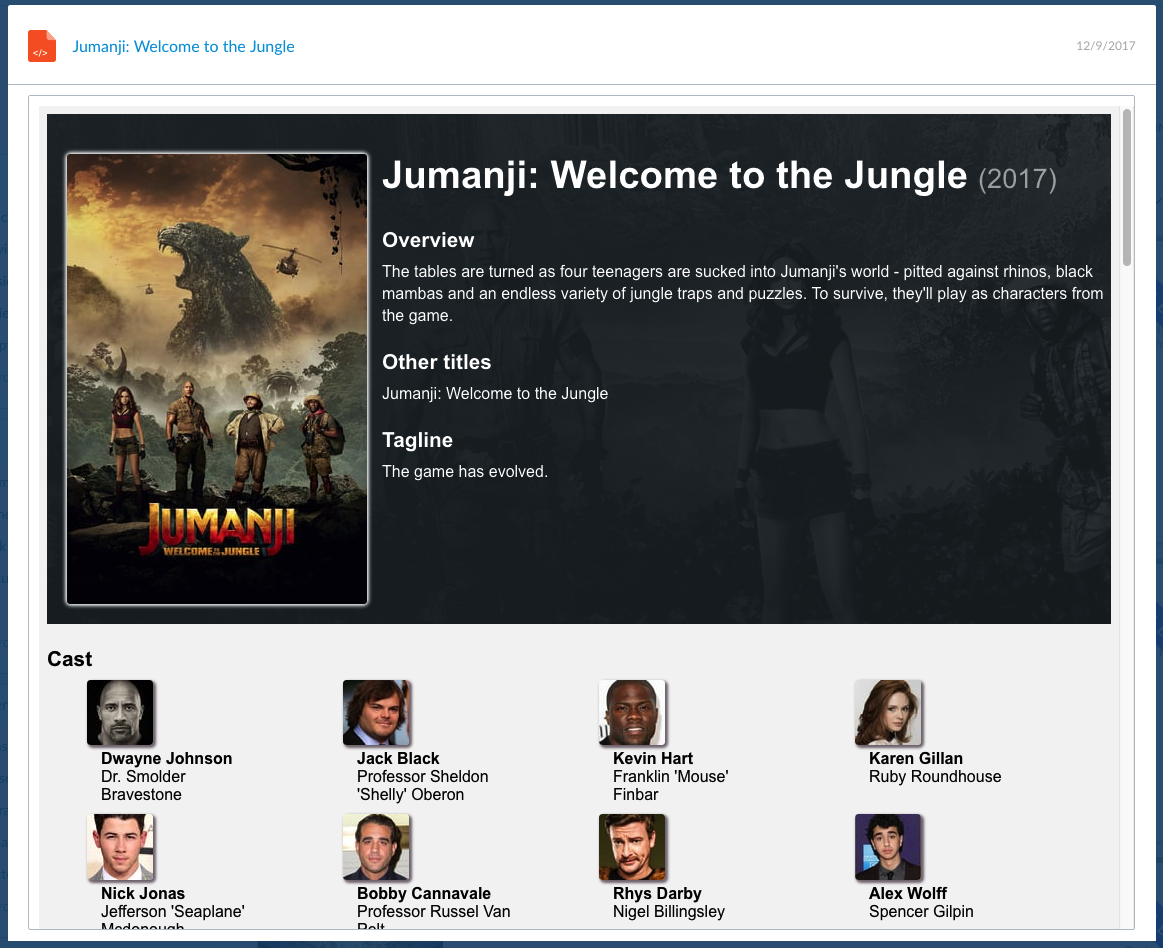 </>
Jumanji: Welcome to the Jungle
12/9/2017
Jumanji: Welcome to the Jungle (2017)
Overview
The tables are turned as four teenagers are sucked into Jumanji's world - pitted against rhinos, black
mambas and an endless variety of jungle traps and puzzles. To survive, they'll play as characters from
the game.
Other titles
Jumanji: Welcome to the Jungle
Tagline
The game has evolved.
JUMANJI
WELCOME TO THE JUNGLE
Cast
Dwayne Johnson
Dr. Smolder
Bravestone
Jack Black
Professor Sheldon
'Shelly' Oberon
Kevin Hart
Franklin 'Mouse'
Finbar
Karen Gillan
Ruby Roundhouse
Nick Jonas
Jefferson 'Seaplane'
Mcdonough
Bobby Cannavale
Professor Russel Van
Pelt
Rhys Darby
Nigel Billingsley
Alex Wolff
Spencer Gilpin